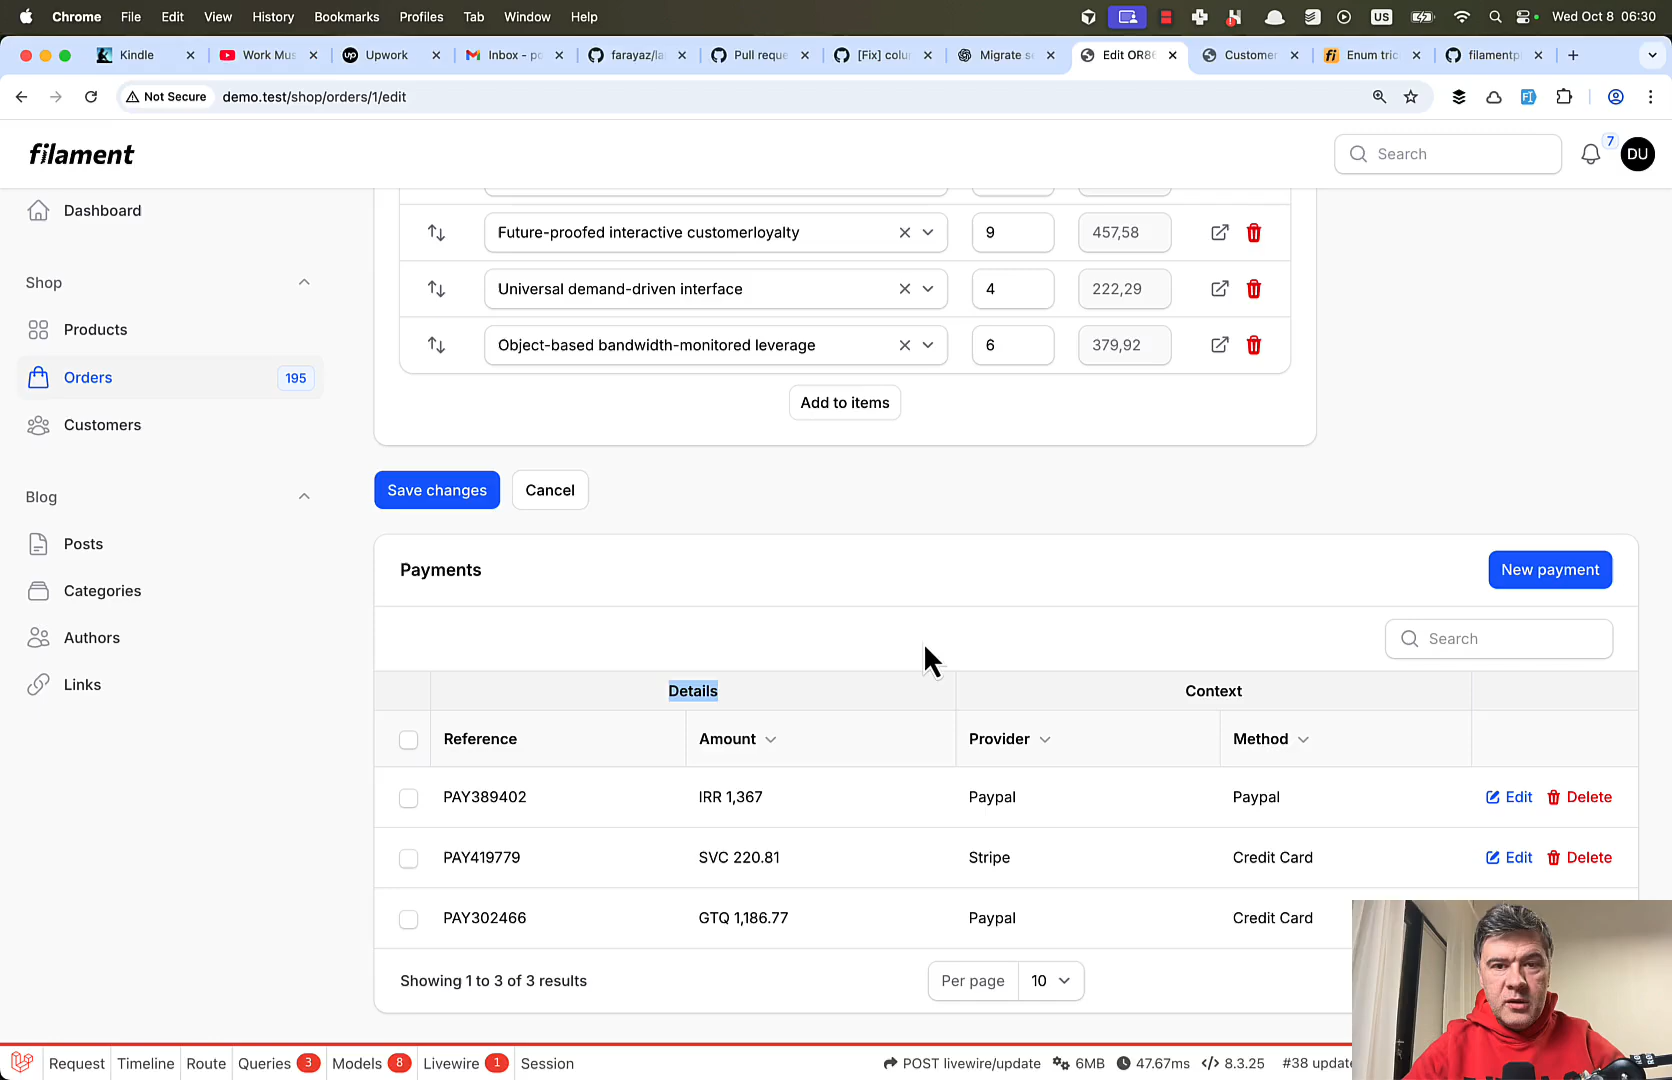 Chrome File Edit View History Bookmarks Profiles Tab Window Help US Wed Oct 8 06:30
Kindle Work Mus Upwork Inbox - po farayaz/la Pull reque [Fix] colu Migrate s Edit OR86 Customer Enum tric filamentp
Not Secure demo.test/shop/orders/1/edit
filament Search 7 DU
Dashboard
Shop
Products
Orders 195
Customers
Blog
Posts
Categories
Authors
Links
Future-proofed interactive customerloyalty 9 457,58
Universal demand-driven interface 4 222,29
Object-based bandwidth-monitored leverage 6 379,92
Add to items
Save changes Cancel
Payments New payment
Search
Details Context
Reference Amount Provider Method
PAY389402 IRR 1,367 Paypal Paypal Edit Delete
PAY419779 SVC 220.81 Stripe Credit Card Edit Delete
PAY302466 GTQ 1,186.77 Paypal Credit Card
Showing 1 to 3 of 3 results Per page 10
Request Timeline Route Queries 3 Models 8 Livewire 1 Session POST livewire/update 6MB 47.67ms 8.3.25 #38 update